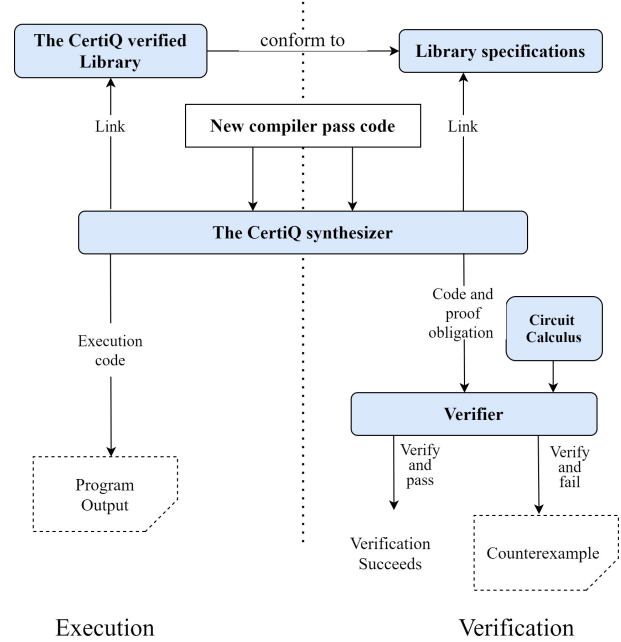 The CertiQ verified
Library
conform to
Library specifications
Link
New compiler pass code
Link
The CertiQ synthesizer
Code and
proof
obligation
Circuit
Calculus
Execution
code
Verifier
Verify
and
pass
Verify
and
fail
Program
Output
Verification
Succeeds
Counterexample
Execution
Verification